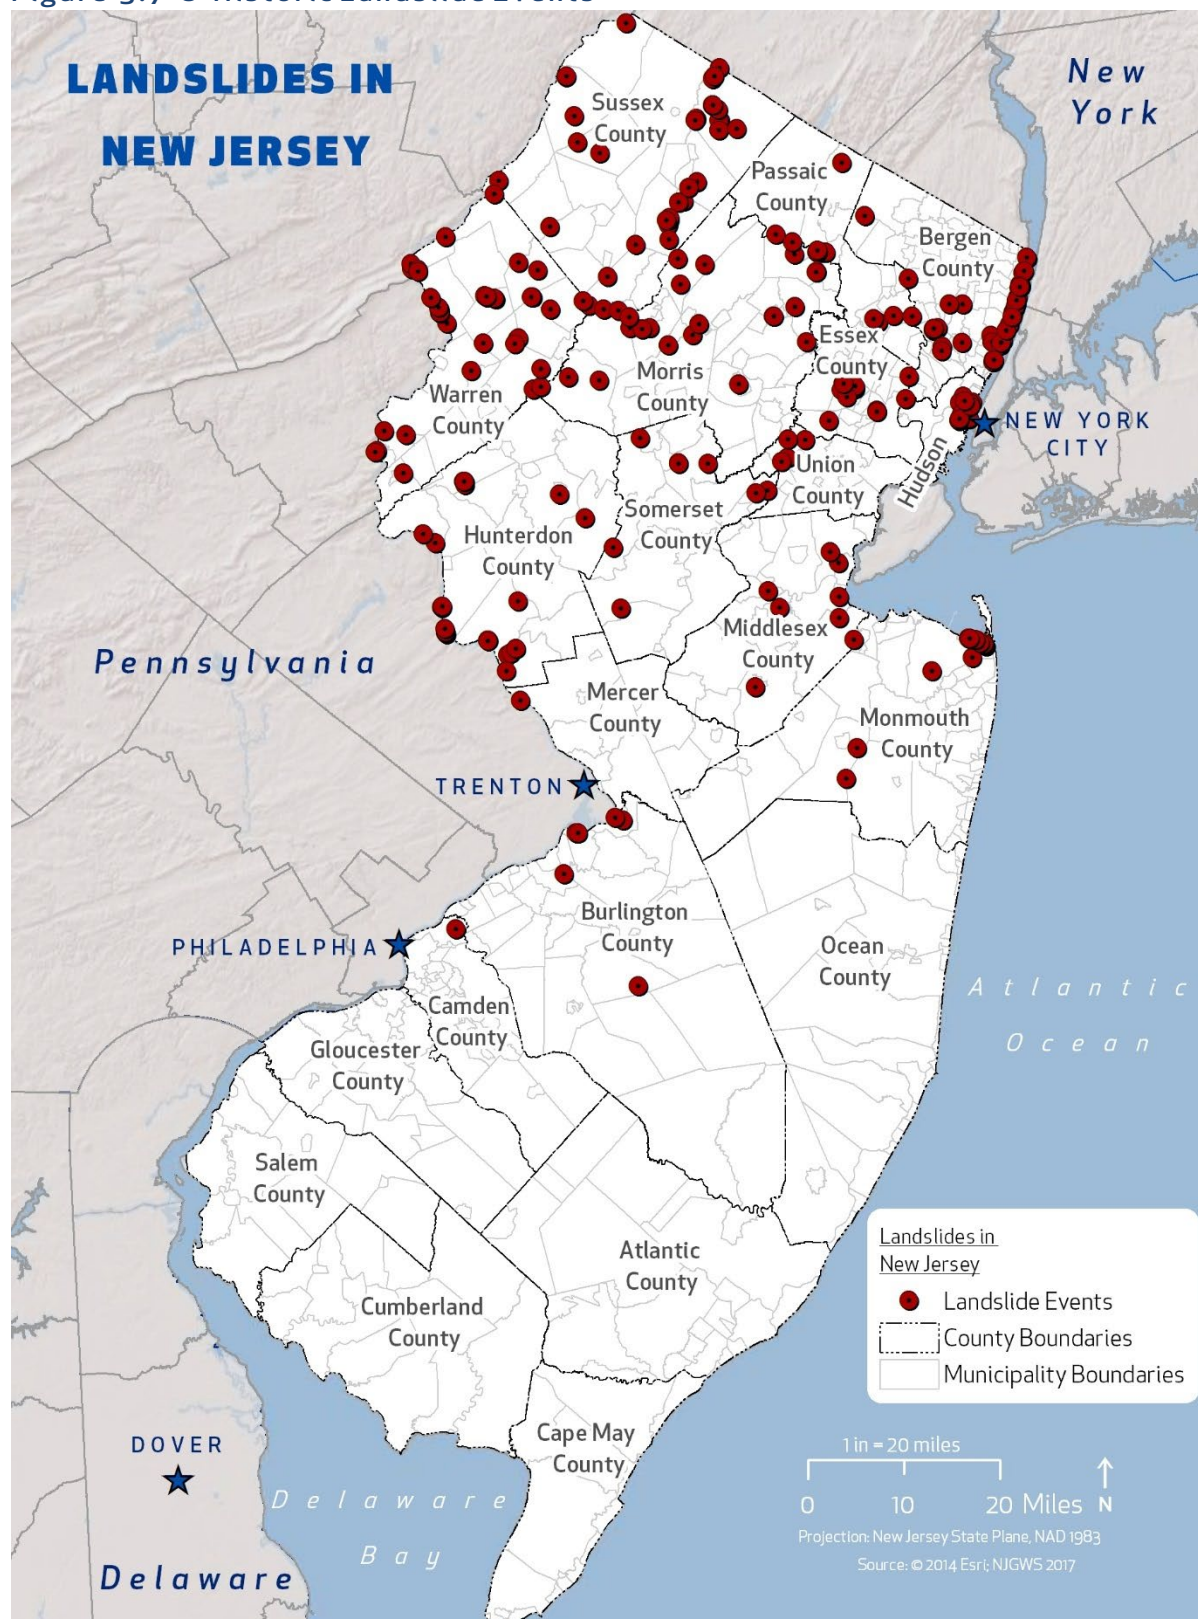 LANDSLIDES IN
NEW JERSEY
New
York
Sussex
County
Passaic
County
Bergen
County
Essex
County
Morris
County
Warren
County
NEW YORK
CITY
Union
County
Hudson
Somerset
County
Hunterdon
County
Middlesex
County
Pennsylvania
Mercer
County
Monmouth
County
TRENTON
Burlington
County
Ocean
County
PHILADELPHIA
Camden
County
Atlantic
Ocean
Gloucester
County
Salem
County
Atlantic
County
Cumberland
County
Landslides in
New Jersey
Landslide Events
County Boundaries
Municipality Boundaries
Cape May
County
DOVER
Delaware
Bay
Delaware
1 in = 20 miles
0 10 20 Miles N
Projection: New Jersey State Plane, NAD 1983
Source: © 2014 Esri; NJGWS 2017